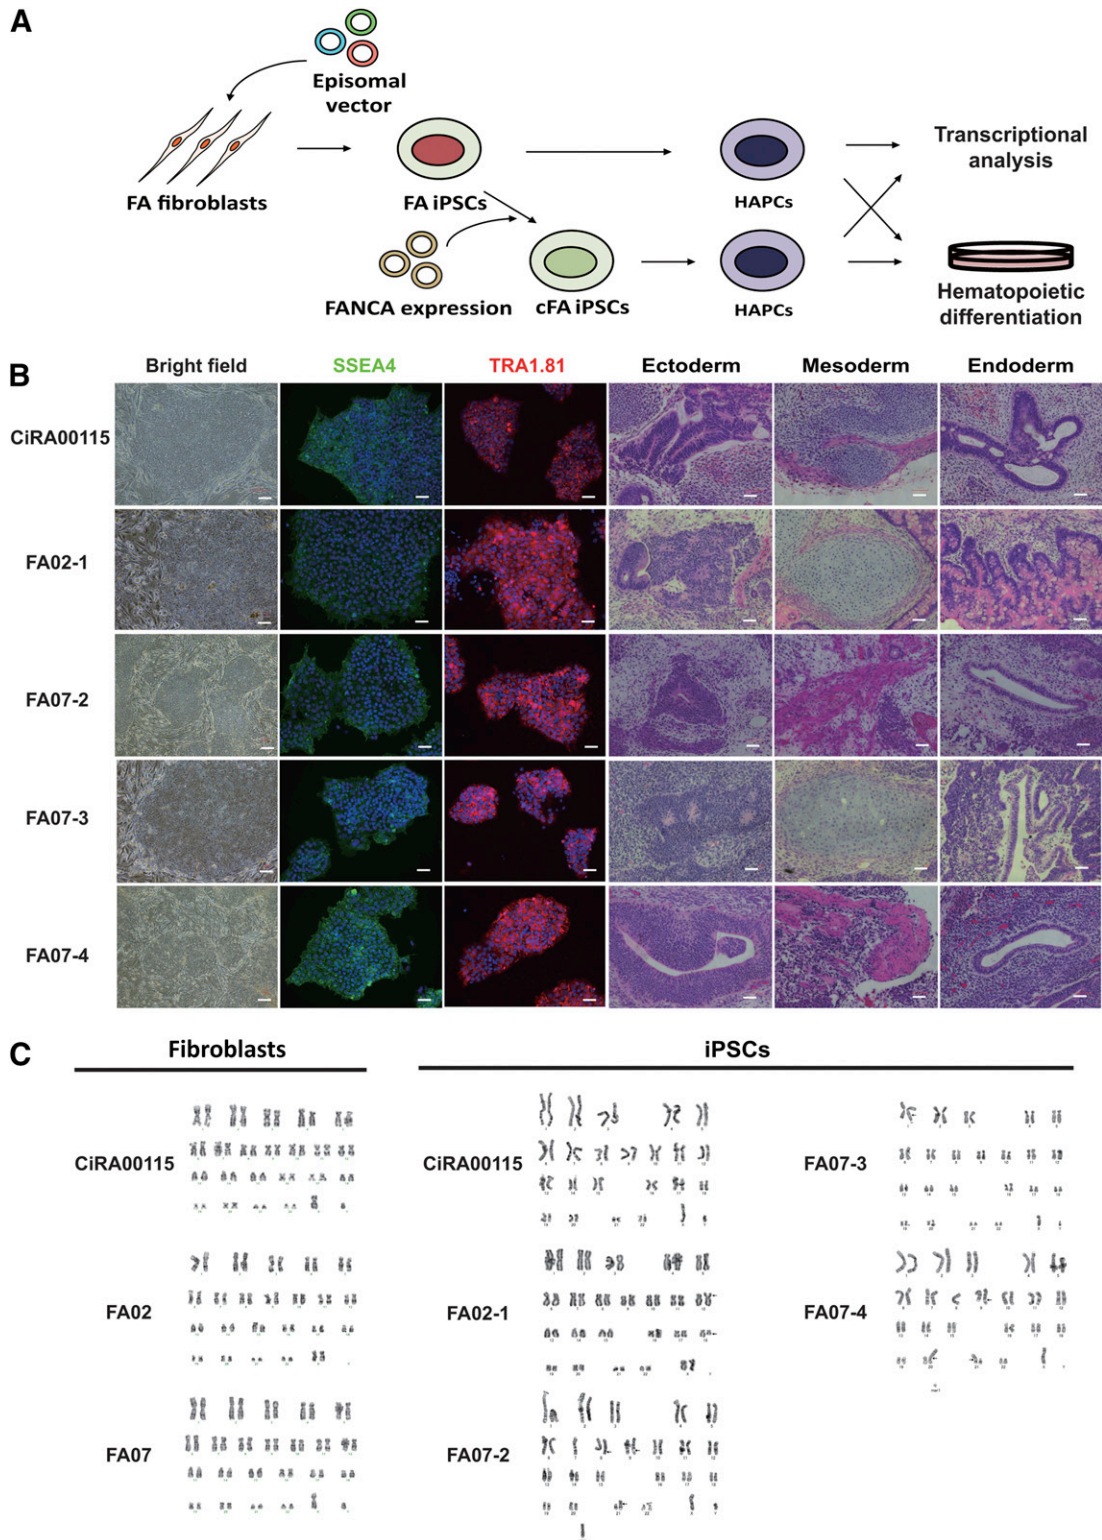 A
Episomal
vector
FA fibroblasts
FA iPSCs
HAPCs
Transcriptional
analysis
FANCA expression
cFA iPSCs
HAPCs
Hematopoietic
differentiation
B
Bright field
SSEA4
TRA1.81
Ectoderm
Mesoderm
Endoderm
CiRA00115
FA02-1
FA07-2
FA07-3
FA07-4
C
Fibroblasts
iPSCs
CiRA00115
CiRA00115
FA07-3
FA02
FA02-1
FA07-4
FA07
FA07-2